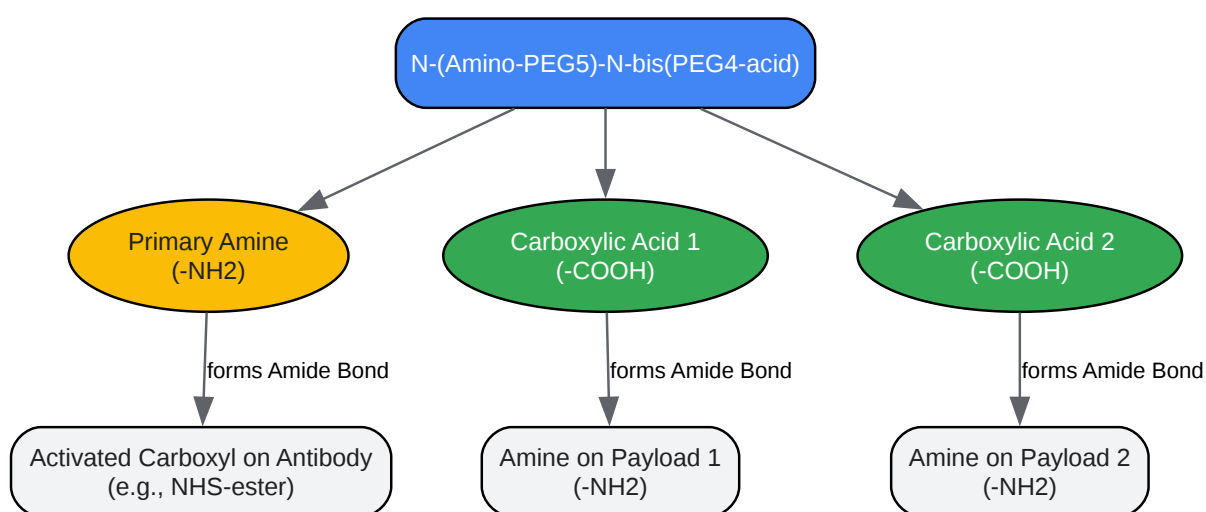 N-(Amino-PEG5)-N-bis(PEG4-acid)
Primary Amine
(-NH2)
Carboxylic Acid 1
(-COOH)
Carboxylic Acid 2
(-COOH)
forms Amide Bond
forms Amide Bond
forms Amide Bond
Activated Carboxyl on Antibody
(e.g., NHS-ester)
Amine on Payload 1
(-NH2)
Amine on Payload 2
(-NH2)